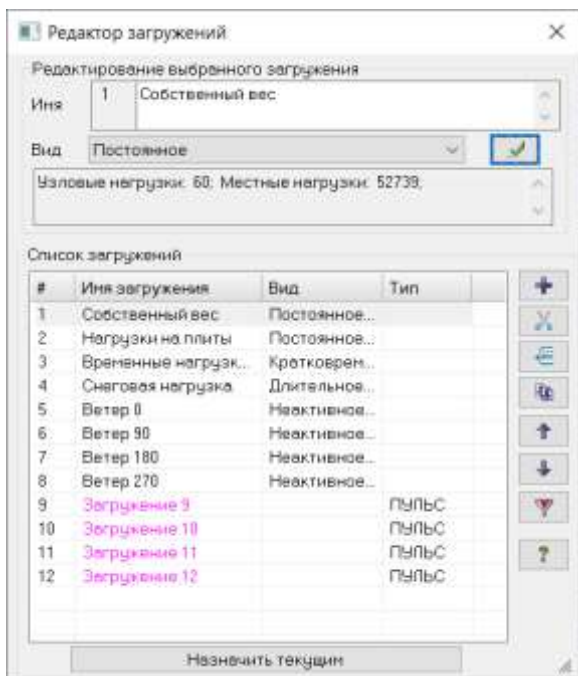 Редактор загружений
Редактирование выбранного загружения
Имя 1 Собственный вес
Вид Постоянное
Узловые нагрузки: 60; Местные нагрузки: 52739;
Список загружений
# Имя загружения Вид Тип
1 Собственный вес Постоянное...
2 Нагрузки на плиты Постоянное...
3 Временные нагрузк... Кратковрем...
4 Снеговая нагрузка Длительное...
5 Ветер 0 Неактивное...
6 Ветер 90 Неактивное...
7 Ветер 180 Неактивное...
8 Ветер 270 Неактивное...
9 Загружение 9 ПУЛЬС
10 Загружение 10 ПУЛЬС
11 Загружение 11 ПУЛЬС
12 Загружение 12 ПУЛЬС
Назначить текущим